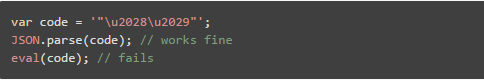 var code = '"\u2028\u2029"';
JSON.parse(code); // works fine
eval(code); // fails